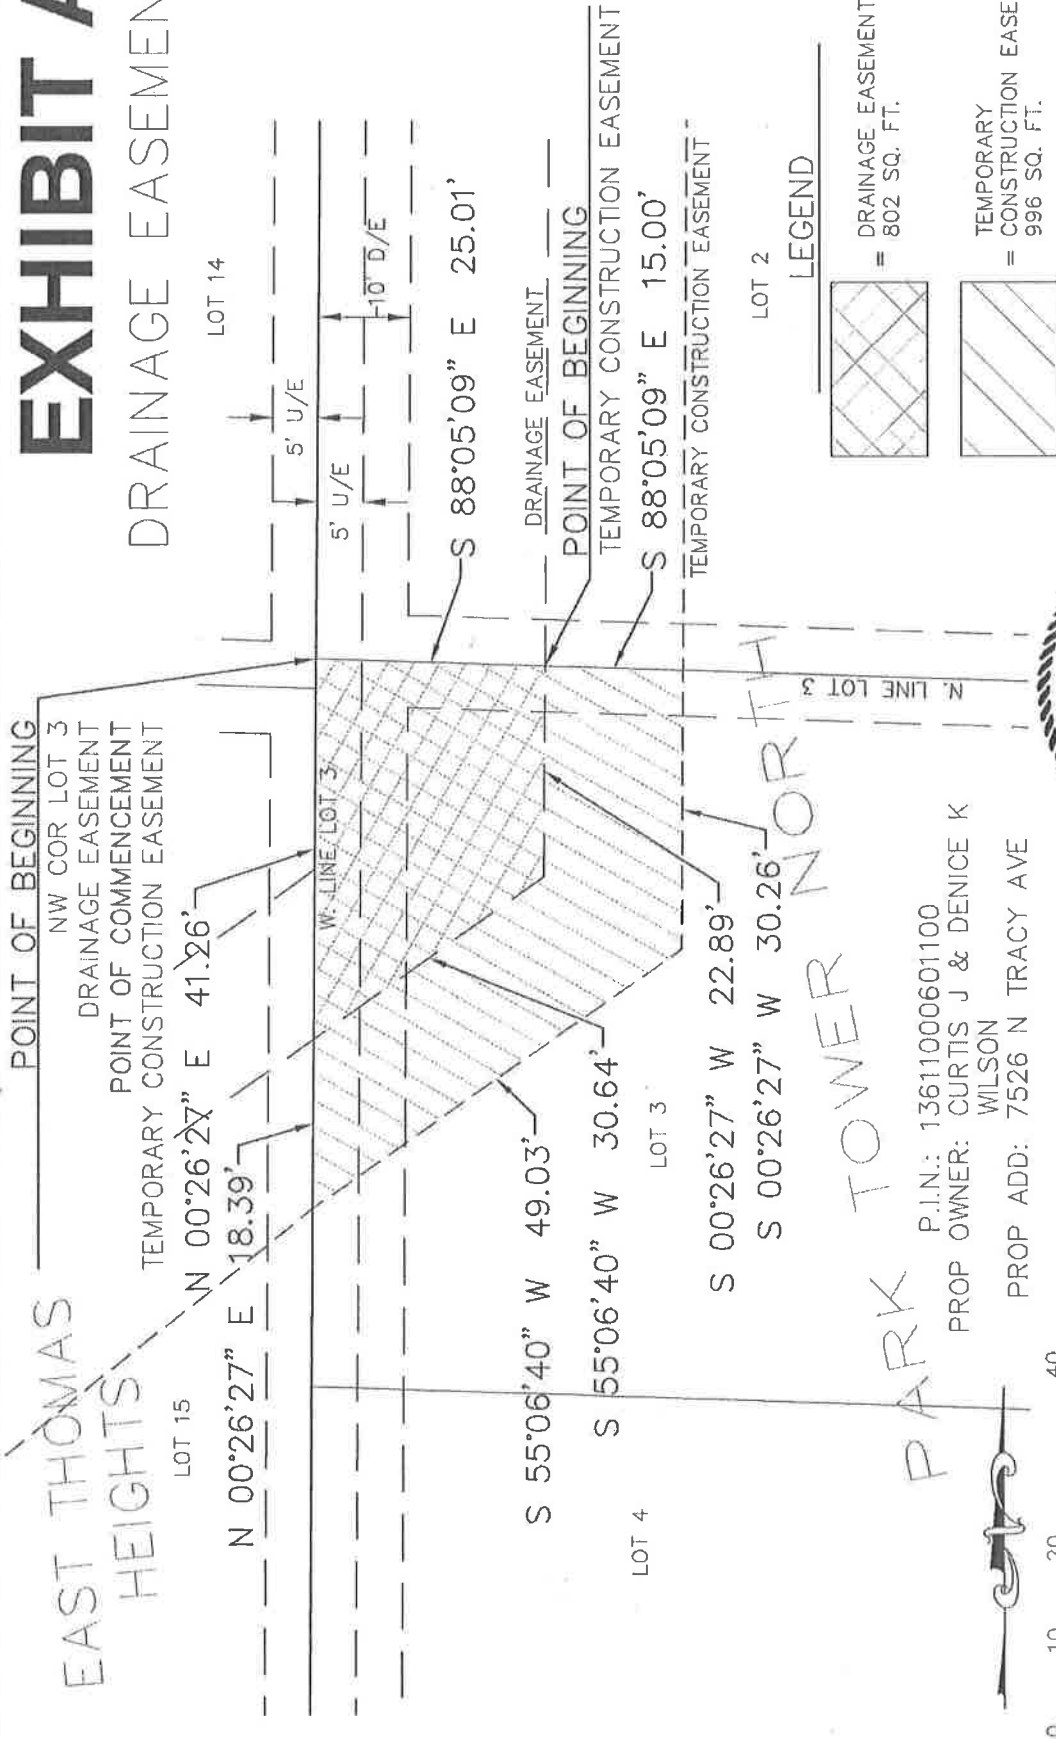 EXHIBIT A
DRAINAGE EASEMEN
POINT OF BEGINNING
NW COR LOT 3
DRAINAGE EASEMENT
POINT OF COMMENCEMENT
TEMPORARY CONSTRUCTION EASEMENT
EAST THOMAS
HEIGHTS
LOT 15
LOT 14
N 00°26'27" E 41.26'
N 00°26'27" E 18.39'
5' U/E
5' U/E
10' D/E
W. LINE LOT 3
S 88°05'09" E 25.01'
DRAINAGE EASEMENT
POINT OF BEGINNING
TEMPORARY CONSTRUCTION EASEMENT
S 88°05'09" E 15.00'
TEMPORARY CONSTRUCTION EASEMENT
S 55°06'40" W 49.03'
S 55°06'40" W 30.64'
LOT 4
LOT 3
LOT 2
S 00°26'27" W 22.89'
S 00°26'27" W 30.26'
N. LINE LOT 3
PARK TOWER NORTH
P.I.N.: 13611000601100
PROP OWNER: CURTIS J & DENICE K
WILSON
PROP ADD: 7526 N TRACY AVE
LEGEND
= DRAINAGE EASEMENT
802 SQ. FT.
TEMPORARY
= CONSTRUCTION EASE
996 SQ. FT.
0 10 20 40